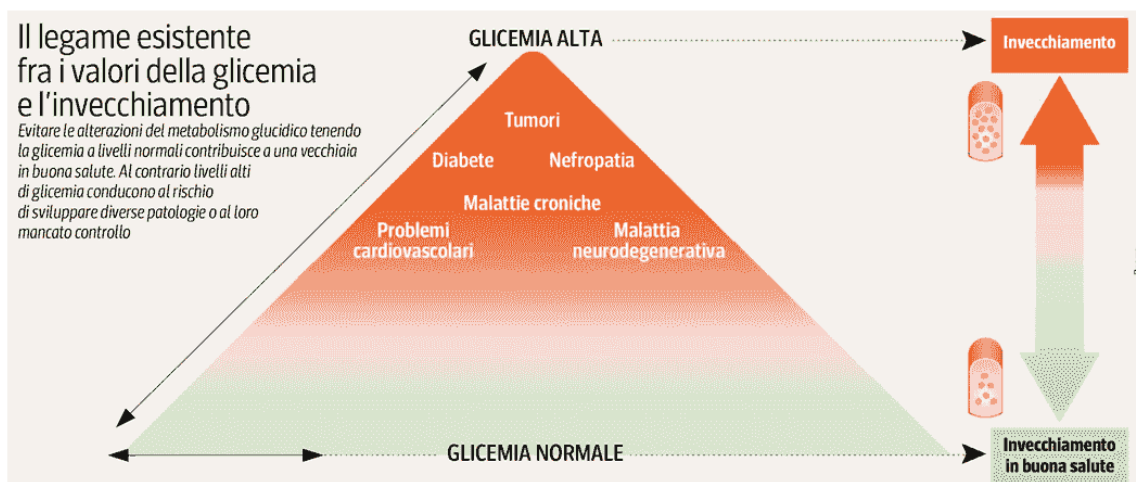 Il legame esistente
fra i valori della glicemia
e l'invecchiamento
Evitare le alterazioni del metabolismo glucidico tenendo
la glicemia a livelli normali contribuisce a una vecchiaia
in buona salute. Al contrario livelli alti
di glicemia conducono al rischio
di sviluppare diverse patologie o al loro
mancato controllo
GLICEMIA ALTA
Invecchiamento
Tumori
Diabete
Nefropatia
Malattie croniche
Problemi
cardiovascolari
Malattia
neurodegenerativa
GLICEMIA NORMALE
Invecchiamento
in buona salute